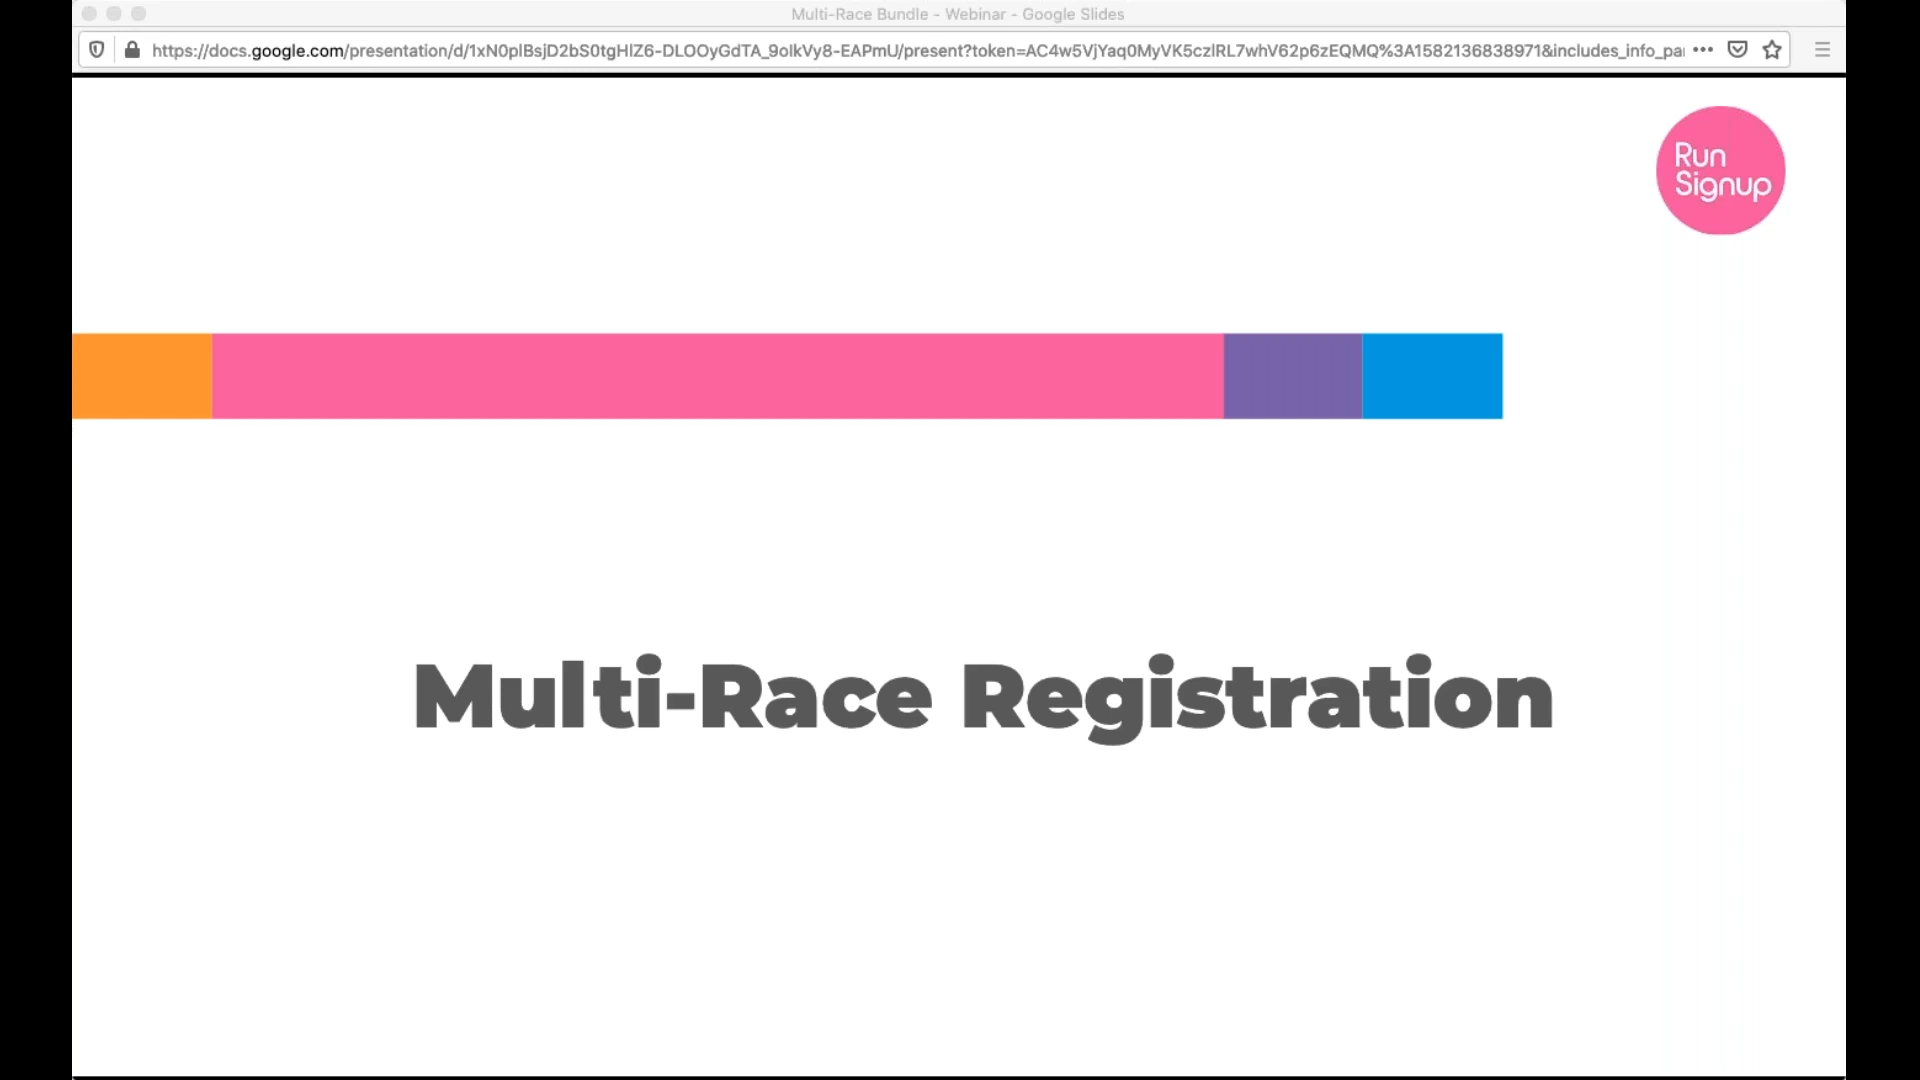 Multi-Race Bundle - Webinar - Google Slides
https://docs.google.com/presentation/d/1xN0pIBsjD2bS0tgHIZ6-DLOOyGdTA_9olkVy8-EAPmU/present?token=AC4w5VjYaq0MyVK5czlRL7whV62p6zEQMQ%3A1582136838971&includes_info_pa
Run
Signup
Multi-Race Registration